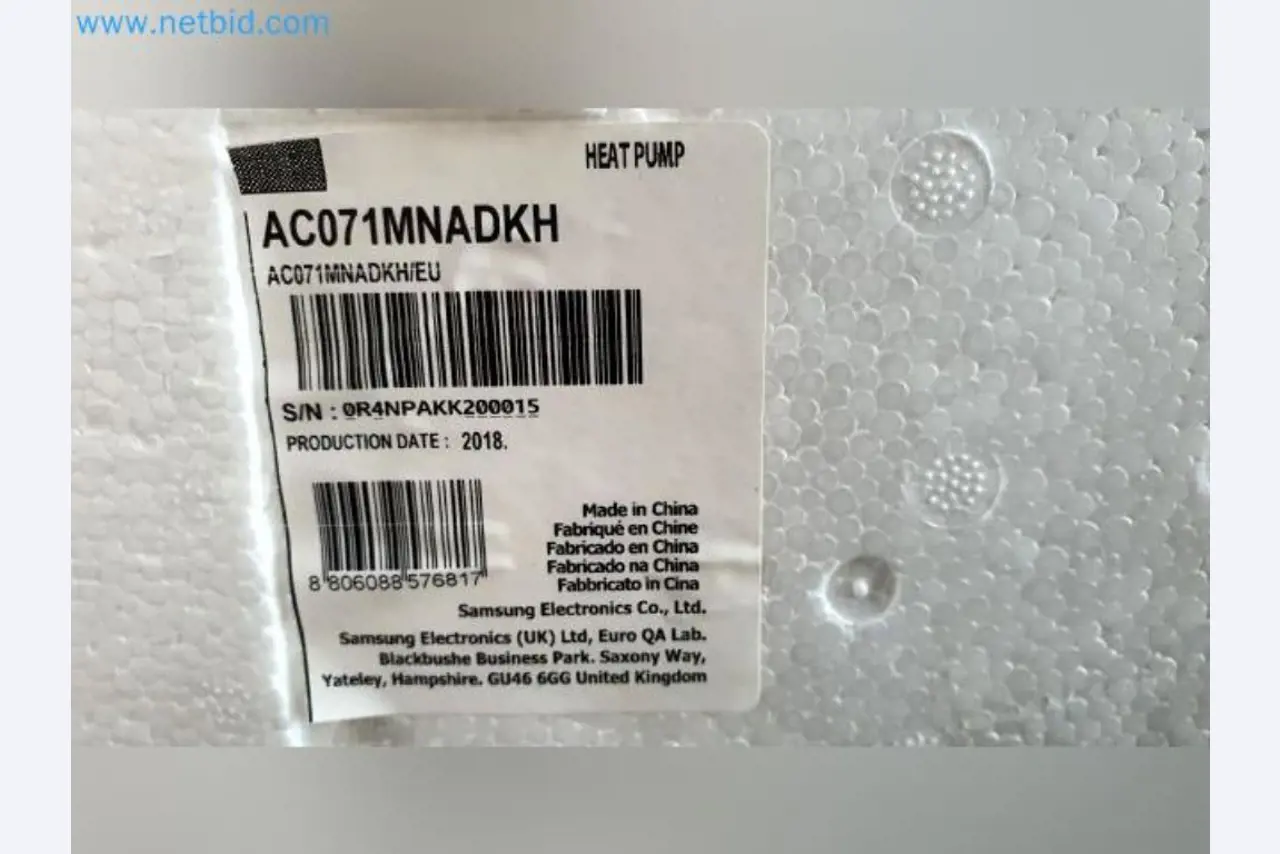 www.netbid.com
HEAT PUMP
AC071MNADKH
AC071MNADKH/EU
S/N : 0R4NPAKK200015
PRODUCTION DATE : 2018.
8 806088 576817
Made in China
Fabriqué en Chine
Fabricado en China
Fabricado na China
Fabbricato in Cina
Samsung Electronics Co., Ltd.
Samsung Electronics (UK) Ltd, Euro QA Lab.
Blackbushe Business Park. Saxony Way,
Yateley, Hampshire. GU46 6GG United Kingdom